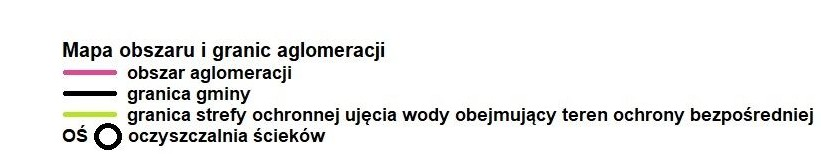 Mapa obszaru i granic aglomeracji
obszar aglomeracji
granica gminy
granica strefy ochronnej ujęcia wody obejmujący teren ochrony bezpośredniej
OŚ oczyszczalnia ścieków